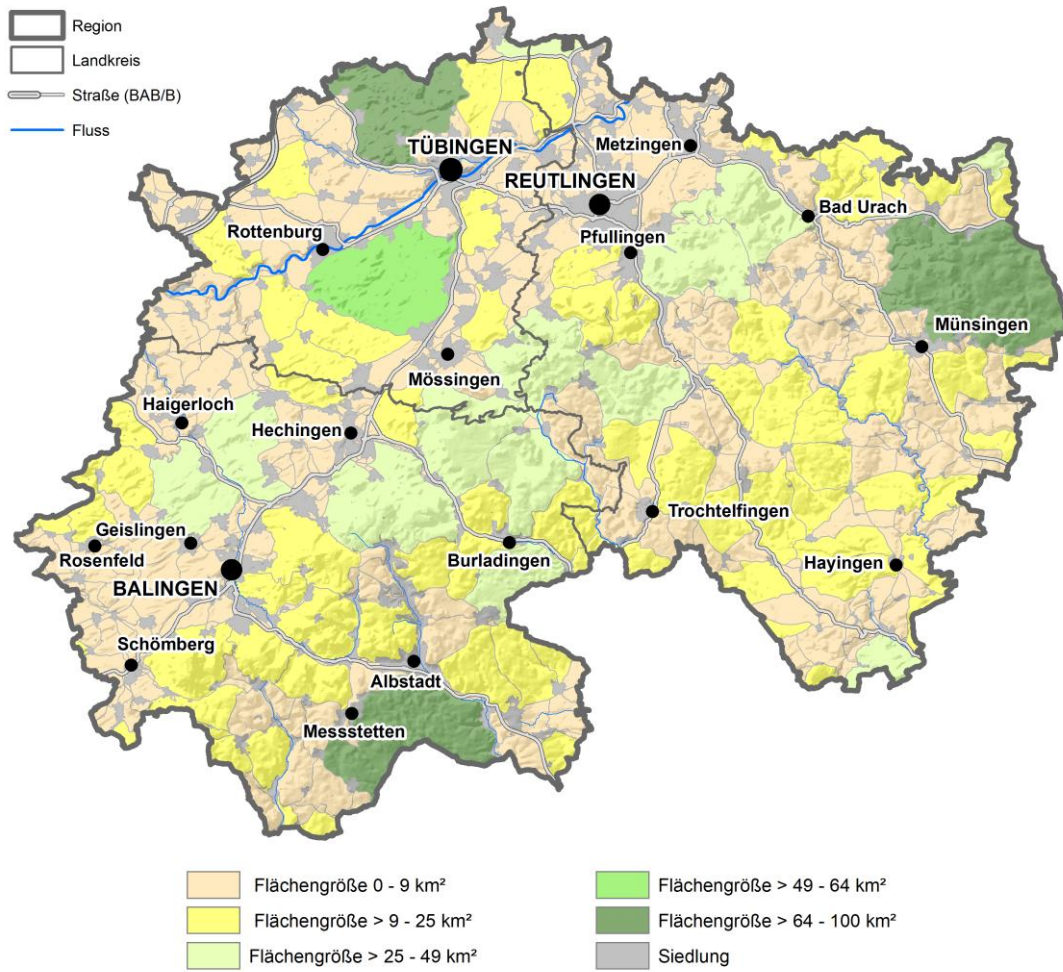 Region
Landkreis
Straße (BAB/B)
Fluss
TÜBINGEN
Metzingen
REUTLINGEN
Bad Urach
Rottenburg
Pfullingen
Münsingen
Mössingen
Haigerloch
Hechingen
Trochtelfingen
Geislingen
Rosenfeld
Burladingen
Hayingen
BALINGEN
Schömberg
Albstadt
Messstetten
Flächengröße 0 - 9 km²
Flächengröße > 9 - 25 km²
Flächengröße > 25 - 49 km²
Flächengröße > 49 - 64 km²
Flächengröße > 64 - 100 km²
Siedlung